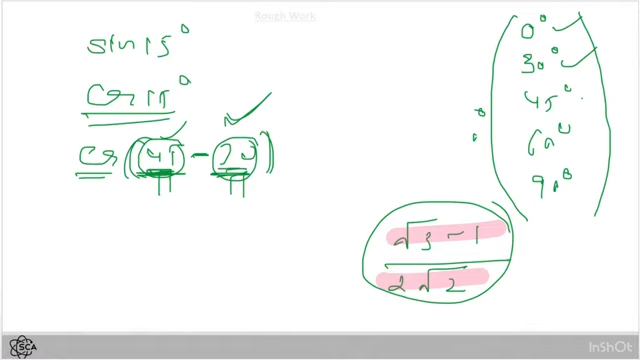 Rough Work
sin 15°
cos 15°
cos ((45 - 30))
0°
30°
45°
60°
90°
√3 - 1
2√2
SCA
InShOt